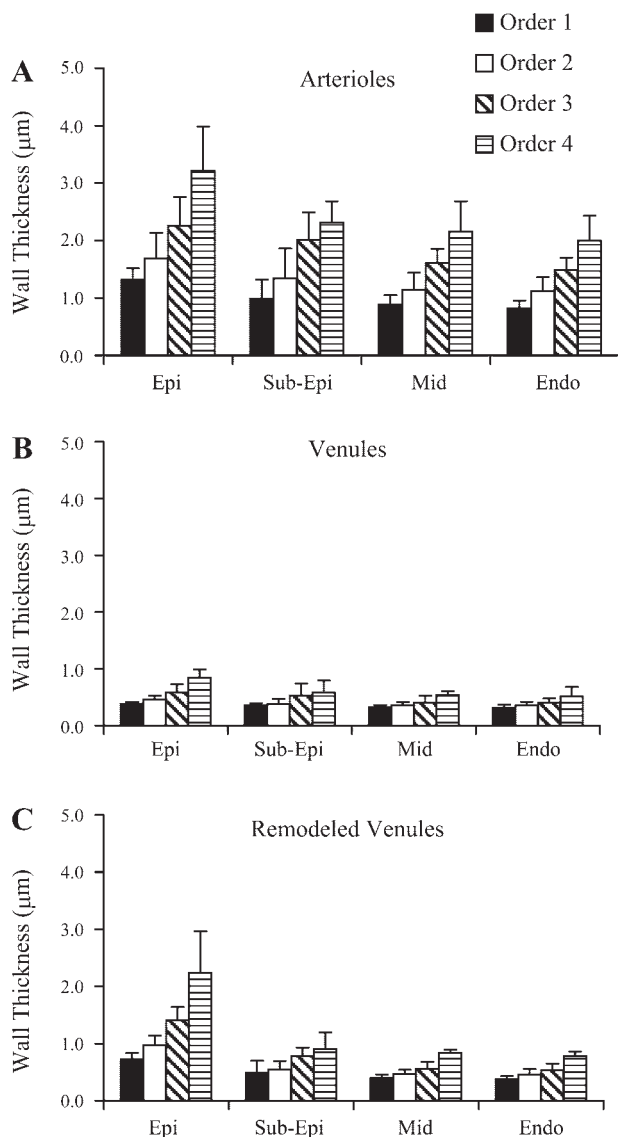 Order 1
Order 2
Order 3
Order 4
A
Arterioles
Wall Thickness (µm)
5.0
4.0
3.0
2.0
1.0
0.0
Epi Sub-Epi Mid Endo
B
Venules
Wall Thickness (µm)
5.0
4.0
3.0
2.0
1.0
0.0
Epi Sub-Epi Mid Endo
C
Remodeled Venules
Wall Thickness (µm)
5.0
4.0
3.0
2.0
1.0
0.0
Epi Sub-Epi Mid Endo